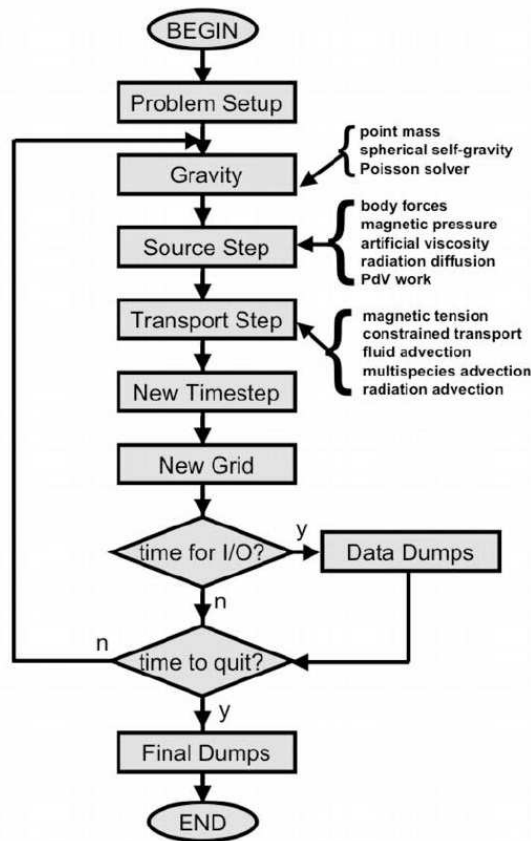 BEGIN
Problem Setup
Gravity
point mass
spherical self-gravity
Poisson solver
Source Step
body forces
magnetic pressure
artificial viscosity
radiation diffusion
PdV work
Transport Step
magnetic tension
constrained transport
fluid advection
multispecies advection
radiation advection
New Timestep
New Grid
time for I/O?
y
Data Dumps
n
time to quit?
n
y
Final Dumps
END